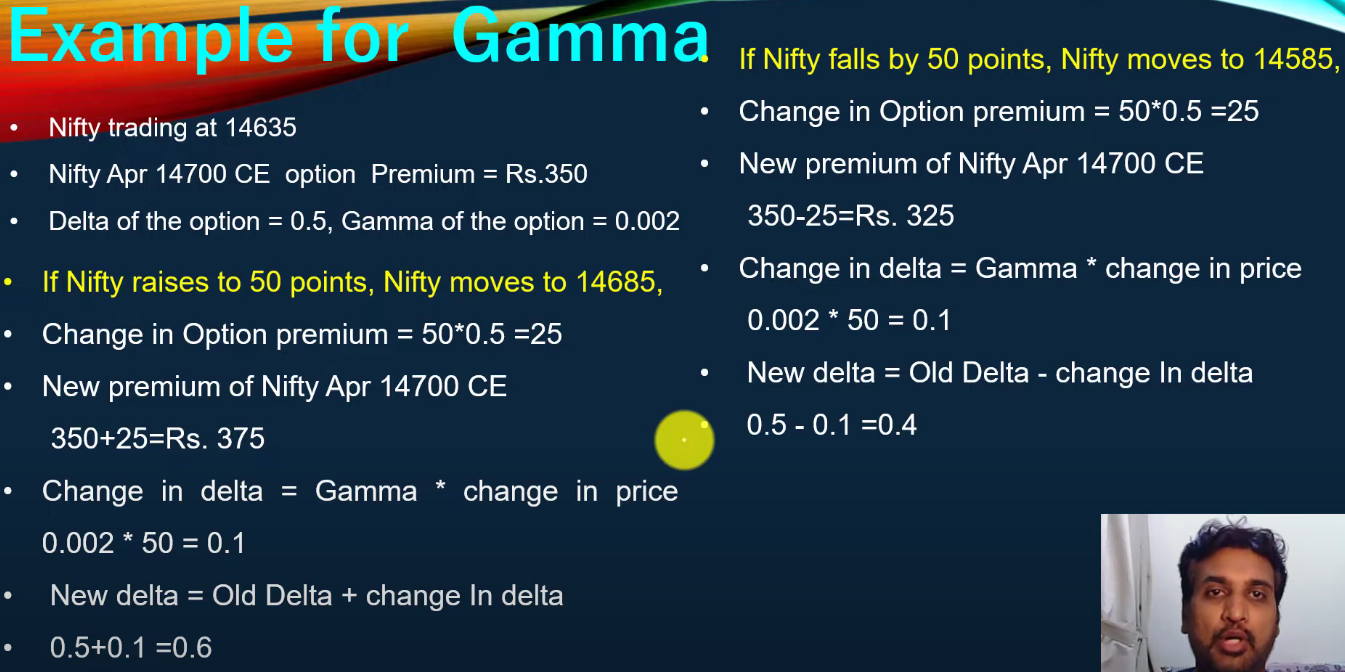 Example for Gamma
• Nifty trading at 14635
• Nifty Apr 14700 CE option Premium = Rs.350
• Delta of the option = 0.5, Gamma of the option = 0.002
• If Nifty raises to 50 points, Nifty moves to 14685,
• Change in Option premium = 50*0.5 =25
• New premium of Nifty Apr 14700 CE
350+25=Rs. 375
• Change in delta = Gamma * change in price
0.002 * 50 = 0.1
• New delta = Old Delta + change In delta
• 0.5+0.1 =0.6
• If Nifty falls by 50 points, Nifty moves to 14585,
• Change in Option premium = 50*0.5 =25
• New premium of Nifty Apr 14700 CE
350-25=Rs. 325
• Change in delta = Gamma * change in price
0.002 * 50 = 0.1
• New delta = Old Delta - change In delta
• 0.5 - 0.1 =0.4